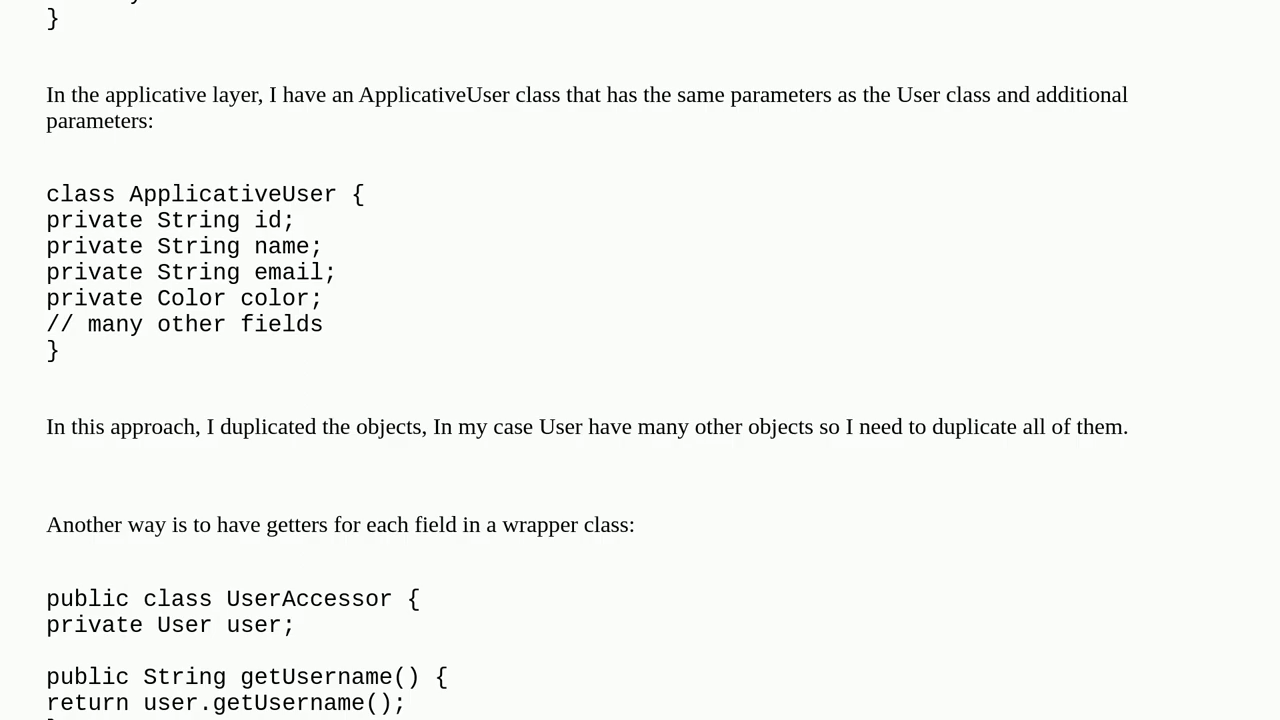 }
In the applicative layer, I have an ApplicativeUser class that has the same parameters as the User class and additional
parameters:
class ApplicativeUser {
private String id;
private String name;
private String email;
private Color color;
// many other fields
}
In this approach, I duplicated the objects, In my case User have many other objects so I need to duplicate all of them.
Another way is to have getters for each field in a wrapper class:
public class UserAccessor {
private User user;
public String getUsername() {
return user.getUsername();